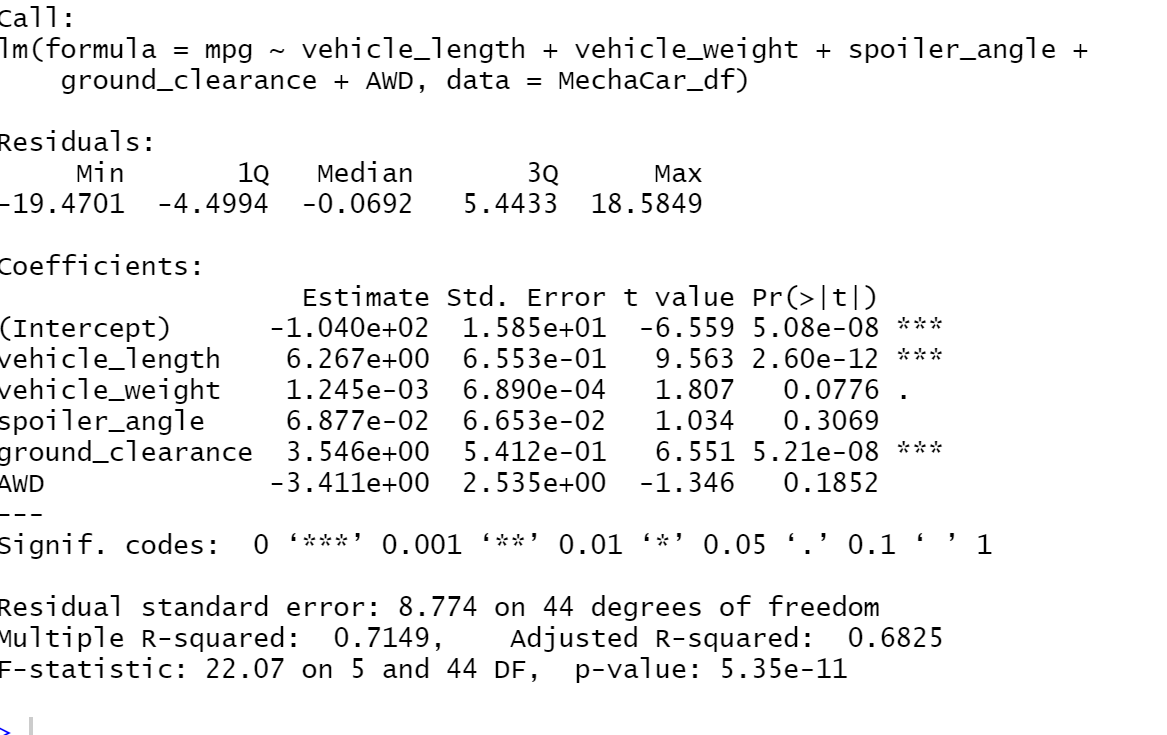 Call:
lm(formula = mpg ~ vehicle_length + vehicle_weight + spoiler_angle +
    ground_clearance + AWD, data = MechaCar_df)

Residuals:
     Min       1Q   Median       3Q      Max
-19.4701  -4.4994  -0.0692   5.4433  18.5849

Coefficients:
                   Estimate Std. Error t value Pr(>|t|)
(Intercept)      -1.040e+02  1.585e+01  -6.559 5.08e-08 ***
vehicle_length    6.267e+00  6.553e-01   9.563 2.60e-12 ***
vehicle_weight    1.245e-03  6.890e-04   1.807   0.0776 .
spoiler_angle     6.877e-02  6.653e-02   1.034   0.3069
ground_clearance  3.546e+00  5.412e-01   6.551 5.21e-08 ***
AWD              -3.411e+00  2.535e+00  -1.346   0.1852
---
Signif. codes:  0 ‘***’ 0.001 ‘**’ 0.01 ‘*’ 0.05 ‘.’ 0.1 ‘ ’ 1

Residual standard error: 8.774 on 44 degrees of freedom
Multiple R-squared:  0.7149,    Adjusted R-squared:  0.6825
F-statistic: 22.07 on 5 and 44 DF,  p-value: 5.35e-11

>